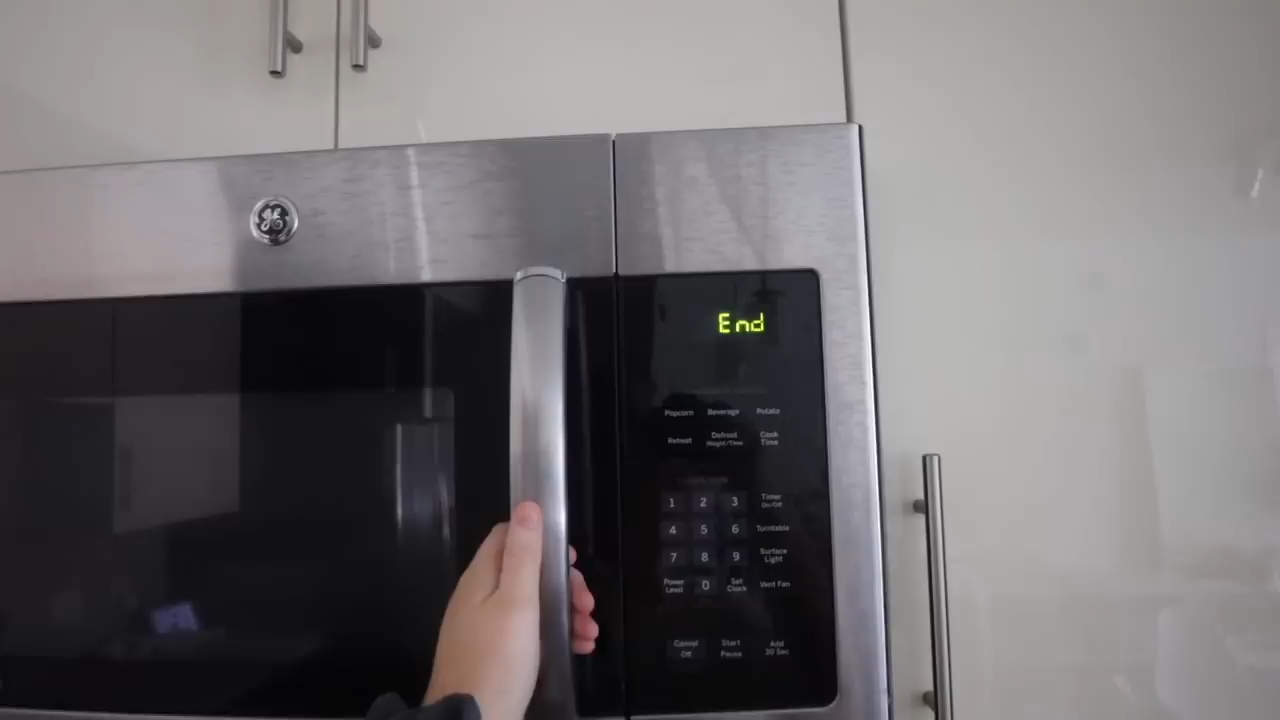 GE
End
Popcorn Beverage Potato
Reheat Defrost Weight/Time Cook Time
1 2 3 Timer On/Off
4 5 6 Turntable
7 8 9 Surface Light
Power Level 0 Set Clock Vent Fan
Cancel Off Start Pause Add 30 Sec